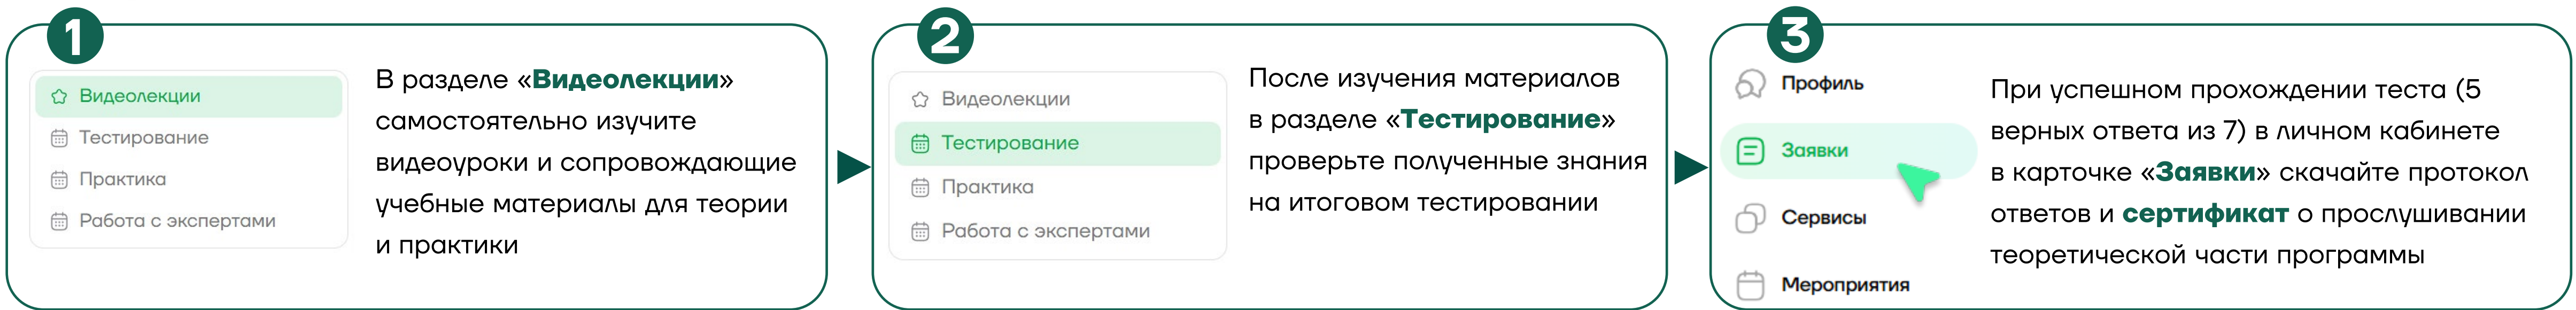 1
Видеолекции
Тестирование
Практика
Работа с экспертами
В разделе «Видеолекции»
самостоятельно изучите
видеоуроки и сопровождающие
учебные материалы для теории
и практики
2
Видеолекции
Тестирование
Практика
Работа с экспертами
После изучения материалов
в разделе «Тестирование»
проверьте полученные знания
на итоговом тестировании
3
Профиль
Заявки
Сервисы
Мероприятия
При успешном прохождении теста (5
верных ответа из 7) в личном кабинете
в карточке «Заявки» скачайте протокол
ответов и сертификат о прослушивании
теоретической части программы